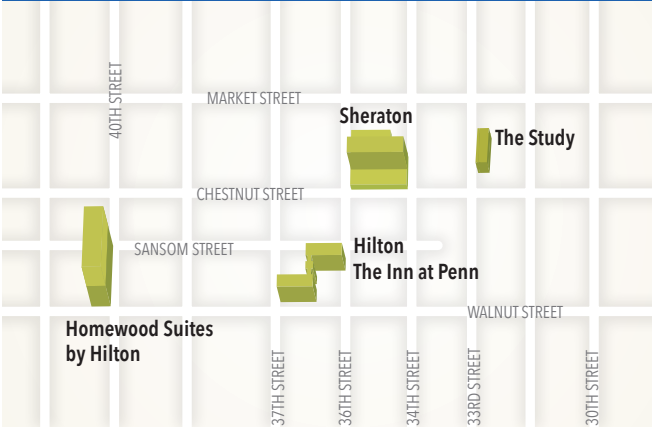 40TH STREET
MARKET STREET
Sheraton
The Study
CHESTNUT STREET
SANSOM STREET
Hilton
The Inn at Penn
WALNUT STREET
Homewood Suites
by Hilton
37TH STREET
36TH STREET
34TH STREET
33RD STREET
30TH STREET